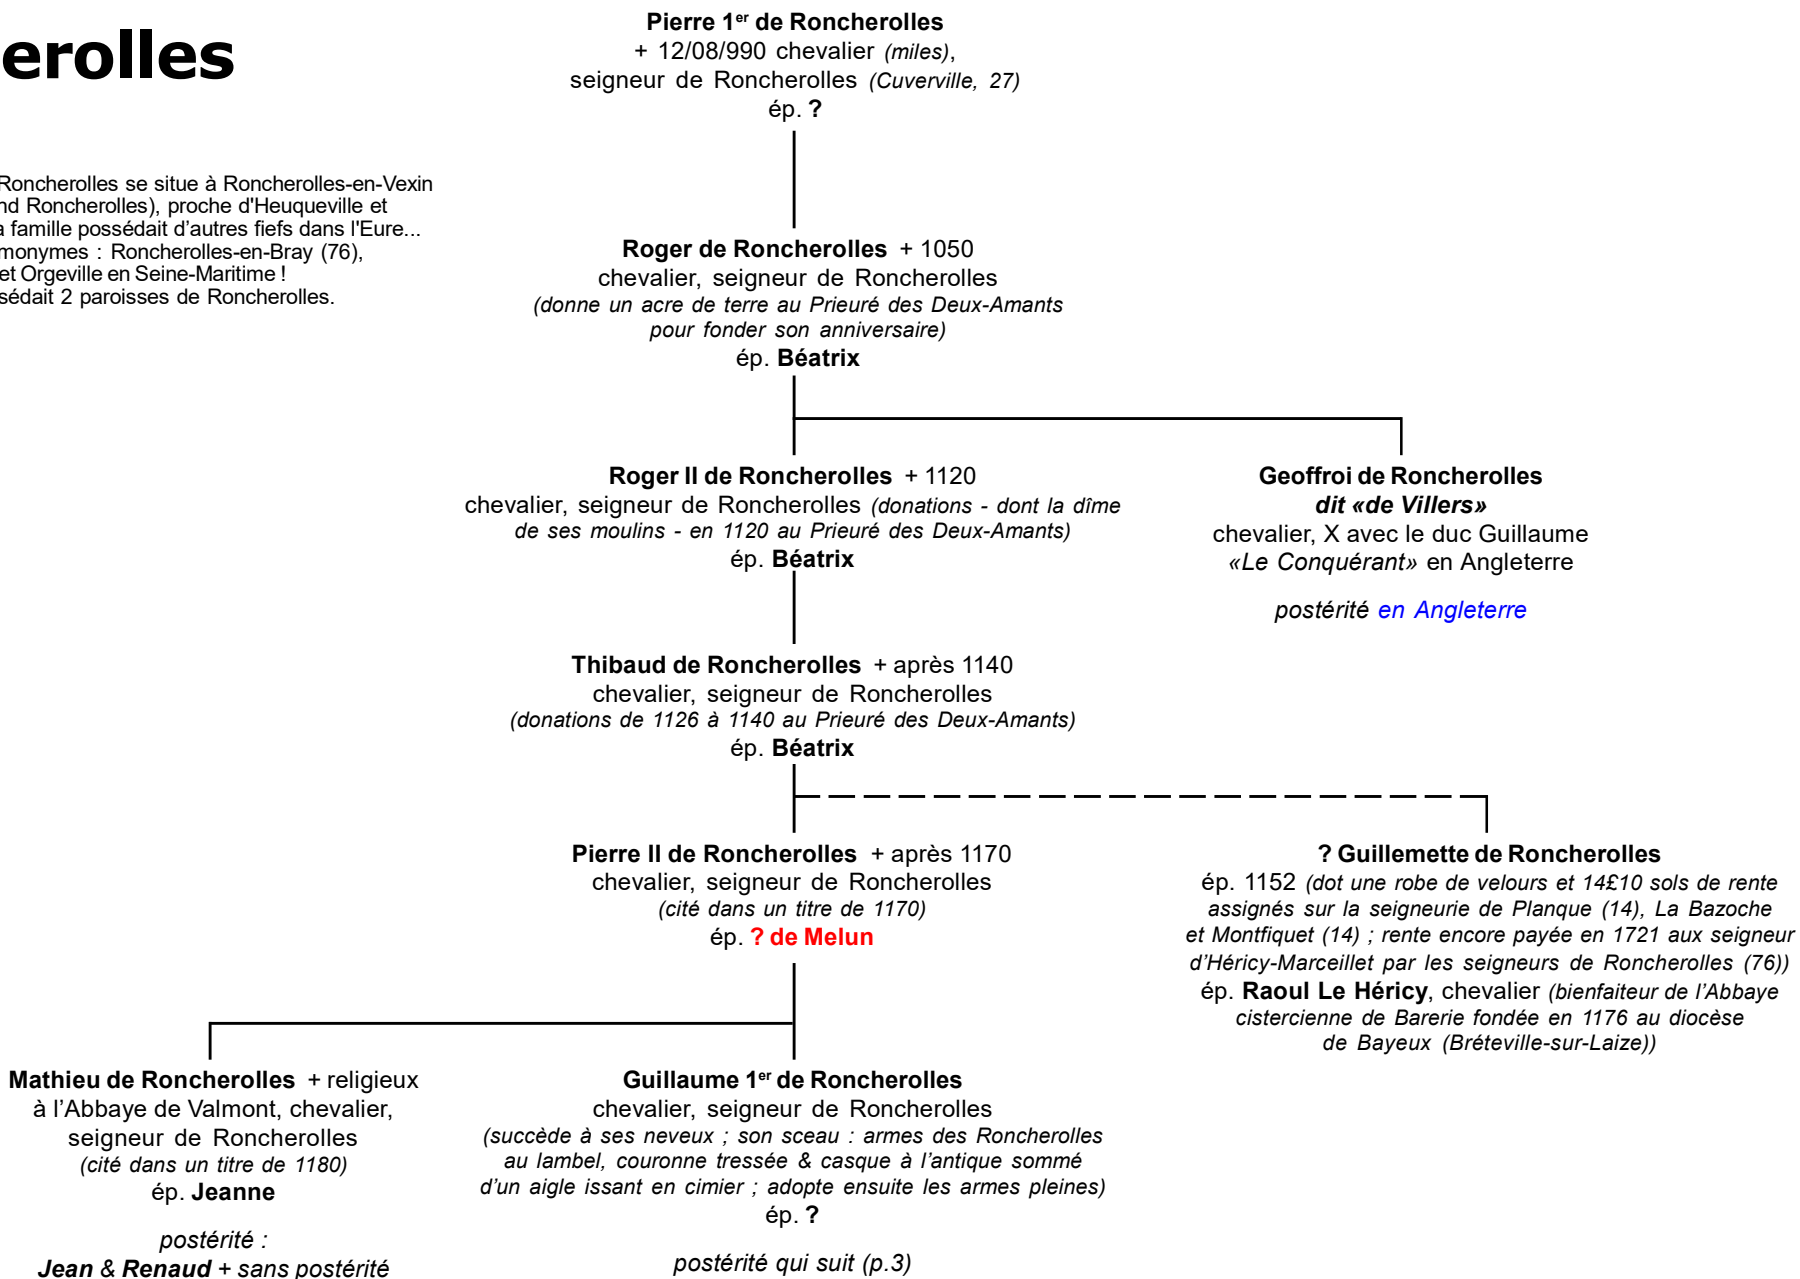 erolles
Roncherolles se situe à Roncherolles-en-Vexin
nd Roncherolles), proche d'Heuqueville et
a famille possédait d’autres fiefs dans l'Eure...
monymes : Roncherolles-en-Bray (76),
et Orgeville en Seine-Maritime !
sédait 2 paroisses de Roncherolles.
Pierre 1er de Roncherolles
+ 12/08/990 chevalier (miles),
seigneur de Roncherolles (Cuverville, 27)
ép. ?
Roger de Roncherolles + 1050
chevalier, seigneur de Roncherolles
(donne un acre de terre au Prieuré des Deux-Amants
pour fonder son anniversaire)
ép. Béatrix
Roger II de Roncherolles + 1120
chevalier, seigneur de Roncherolles (donations - dont la dîme
de ses moulins - en 1120 au Prieuré des Deux-Amants)
ép. Béatrix
Geoffroi de Roncherolles
dit «de Villers»
chevalier, X avec le duc Guillaume
«Le Conquérant» en Angleterre
postérité en Angleterre
Thibaud de Roncherolles + après 1140
chevalier, seigneur de Roncherolles
(donations de 1126 à 1140 au Prieuré des Deux-Amants)
ép. Béatrix
Pierre II de Roncherolles + après 1170
chevalier, seigneur de Roncherolles
(cité dans un titre de 1170)
ép. ? de Melun
? Guillemette de Roncherolles
ép. 1152 (dot une robe de velours et 14£10 sols de rente
assignés sur la seigneurie de Planque (14), La Bazoche
et Montfiquet (14) ; rente encore payée en 1721 aux seigneur
d’Héricy-Marceillet par les seigneurs de Roncherolles (76))
ép. Raoul Le Héricy, chevalier (bienfaiteur de l’Abbaye
cistercienne de Barerie fondée en 1176 au diocèse
de Bayeux (Bréteville-sur-Laize))
Mathieu de Roncherolles + religieux
à l’Abbaye de Valmont, chevalier,
seigneur de Roncherolles
(cité dans un titre de 1180)
ép. Jeanne
postérité :
Jean & Renaud + sans postérité
Guillaume 1er de Roncherolles
chevalier, seigneur de Roncherolles
(succède à ses neveux ; son sceau : armes des Roncherolles
au lambel, couronne tressée & casque à l’antique sommé
d’un aigle issant en cimier ; adopte ensuite les armes pleines)
ép. ?
postérité qui suit (p.3)